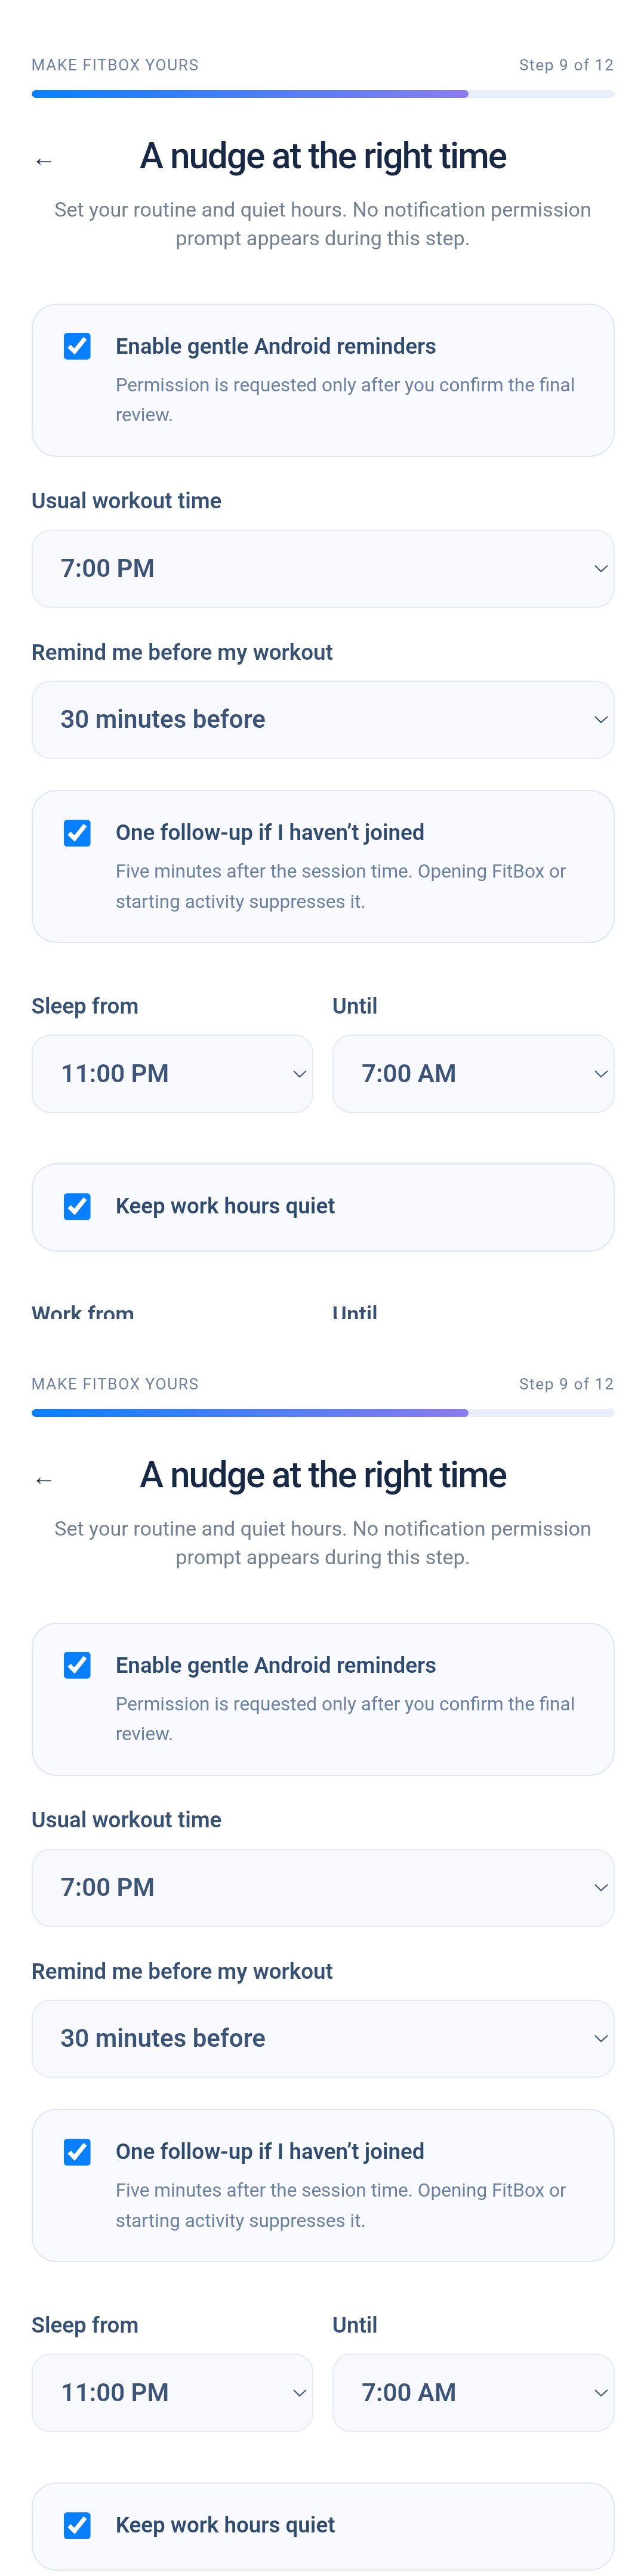 MAKE FITBOX YOURS
Step 9 of 12
← A nudge at the right time
Set your routine and quiet hours. No notification permission
prompt appears during this step.
Enable gentle Android reminders
Permission is requested only after you confirm the final
review.
Usual workout time
7:00 PM
Remind me before my workout
30 minutes before
One follow-up if I haven’t joined
Five minutes after the session time. Opening FitBox or
starting activity suppresses it.
Sleep from
Until
11:00 PM
7:00 AM
Keep work hours quiet
Work from
Until
MAKE FITBOX YOURS
Step 9 of 12
← A nudge at the right time
Set your routine and quiet hours. No notification permission
prompt appears during this step.
Enable gentle Android reminders
Permission is requested only after you confirm the final
review.
Usual workout time
7:00 PM
Remind me before my workout
30 minutes before
One follow-up if I haven’t joined
Five minutes after the session time. Opening FitBox or
starting activity suppresses it.
Sleep from
Until
11:00 PM
7:00 AM
Keep work hours quiet